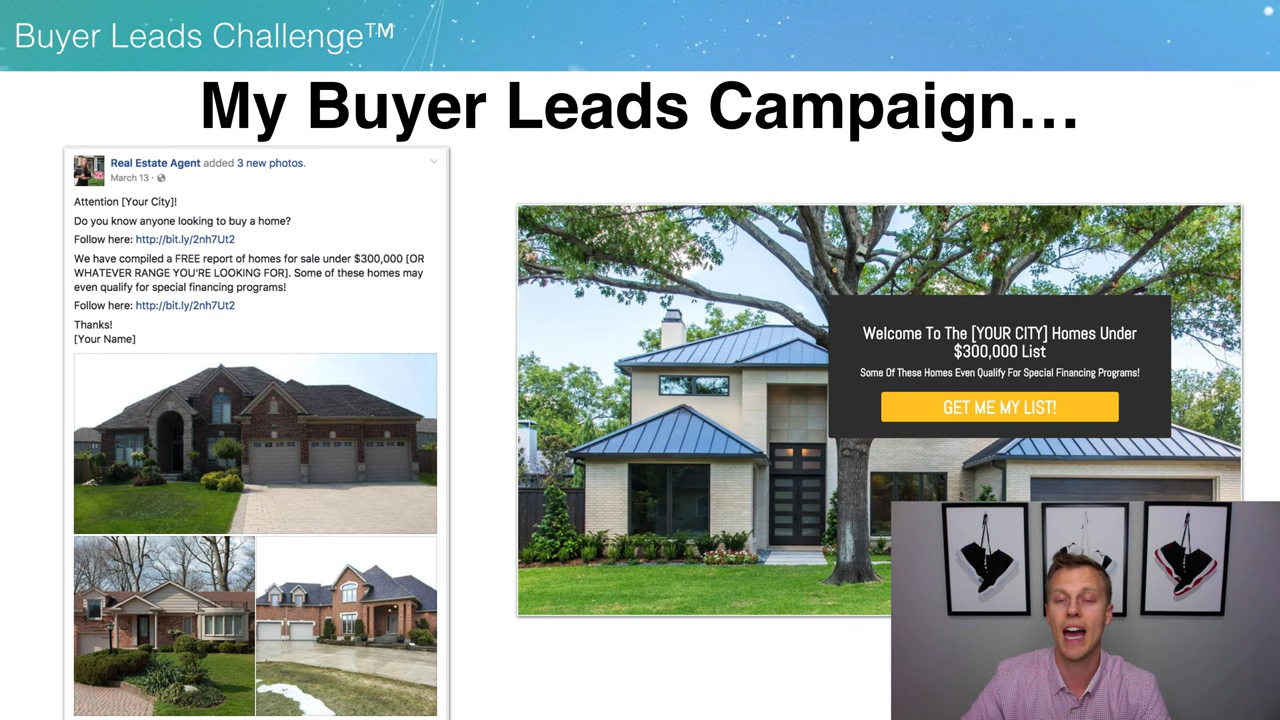 Buyer Leads Challenge™
My Buyer Leads Campaign...
Real Estate Agent added 3 new photos.
March 13 ·
Attention [Your City]!
Do you know anyone looking to buy a home?
Follow here: http://bit.ly/2nh7Ut2
We have compiled a FREE report of homes for sale under $300,000 [OR
WHATEVER RANGE YOU'RE LOOKING FOR]. Some of these homes may
even qualify for special financing programs!
Follow here: http://bit.ly/2nh7Ut2
Thanks!
[Your Name]
Welcome To The [YOUR CITY] Homes Under
$300,000 List
Some Of These Homes Even Qualify For Special Financing Programs!
GET ME MY LIST!